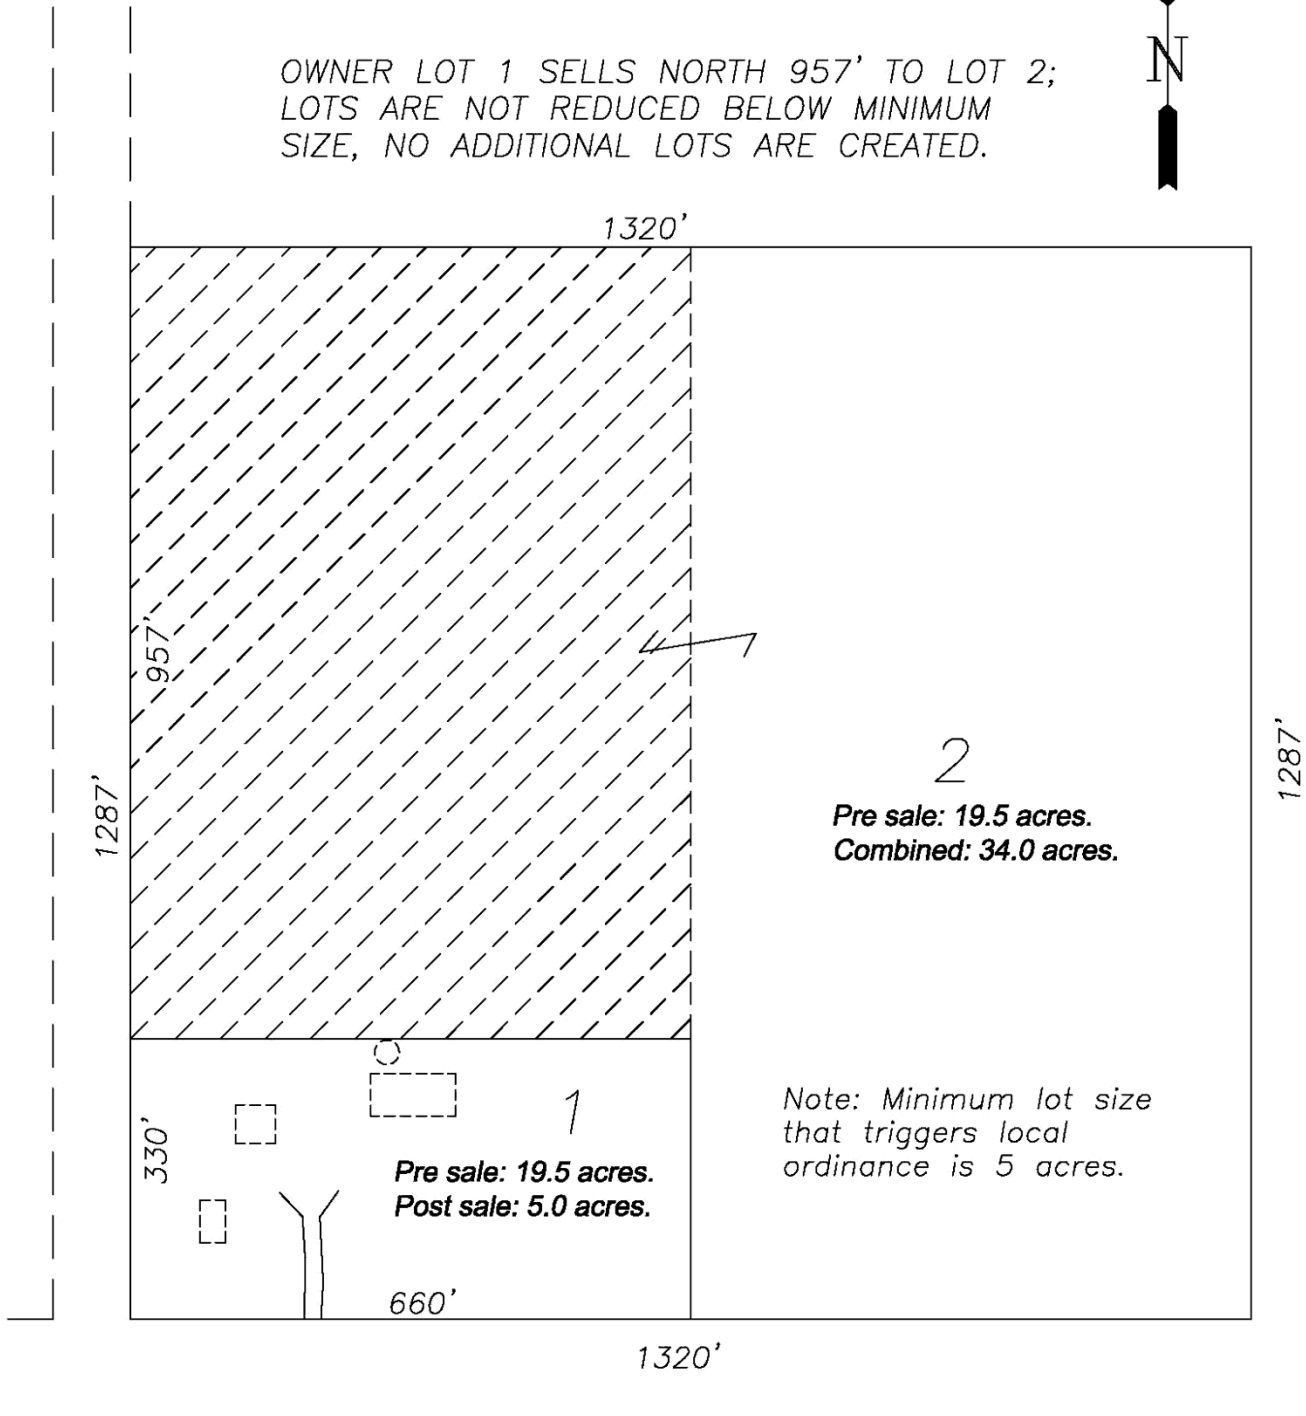 N
OWNER LOT 1 SELLS NORTH 957' TO LOT 2;
LOTS ARE NOT REDUCED BELOW MINIMUM
SIZE, NO ADDITIONAL LOTS ARE CREATED.
1320'
957'
1287'
1287'
2
Pre sale: 19.5 acres.
Combined: 34.0 acres.
330'
1
Pre sale: 19.5 acres.
Post sale: 5.0 acres.
Note: Minimum lot size
that triggers local
ordinance is 5 acres.
660'
1320'